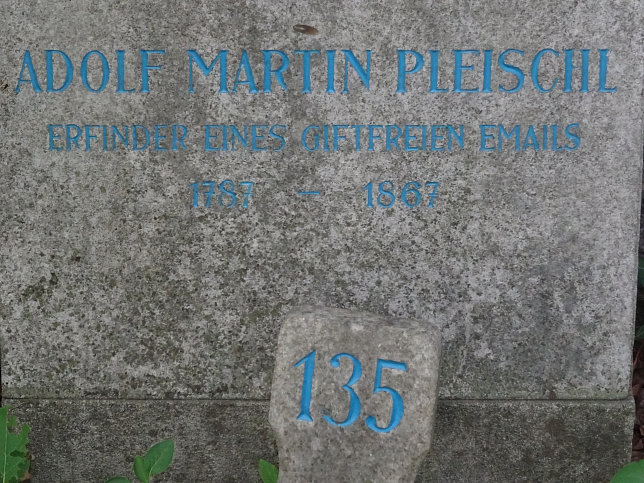 ADOLF MARTIN PLEISCHL
ERFINDER EINES GIFTFREIEN EMAILS
1787 – 1867
135